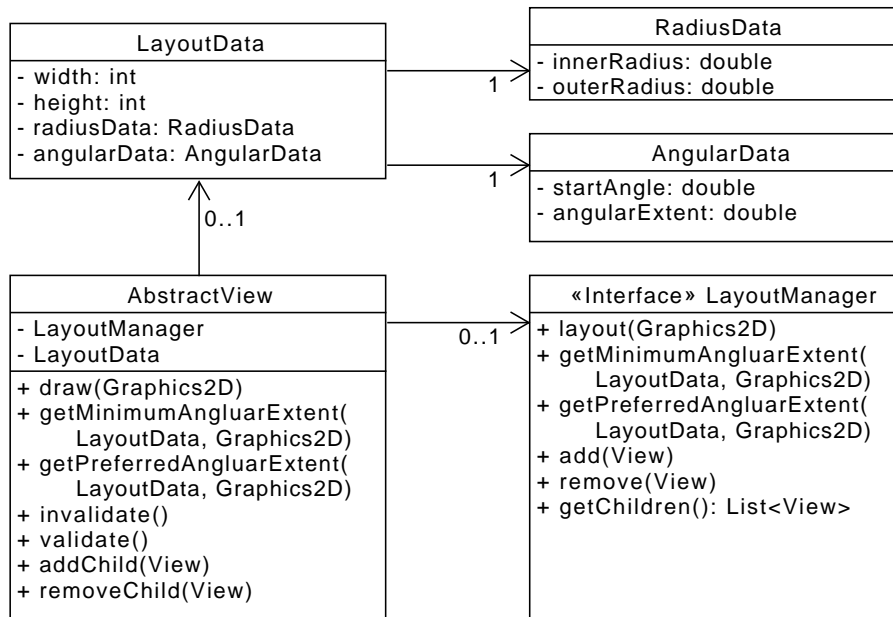 LayoutData
- width: int
- height: int
- radiusData: RadiusData
- angularData: AngularData
1
1
RadiusData
- innerRadius: double
- outerRadius: double
AngularData
- startAngle: double
- angularExtent: double
0..1
AbstractView
- LayoutManager
- LayoutData
+ draw(Graphics2D)
+ getMinimumAngluarExtent(
LayoutData, Graphics2D)
+ getPreferredAngluarExtent(
LayoutData, Graphics2D)
+ invalidate()
+ validate()
+ addChild(View)
+ removeChild(View)
0..1
«Interface» LayoutManager
+ layout(Graphics2D)
+ getMinimumAngluarExtent(
LayoutData, Graphics2D)
+ getPreferredAngluarExtent(
LayoutData, Graphics2D)
+ add(View)
+ remove(View)
+ getChildren(): List<View>